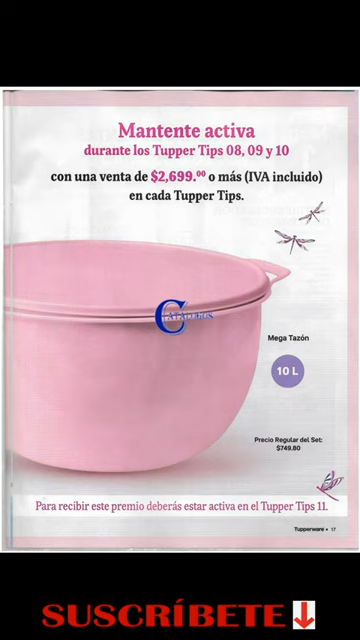 Mantente activa
durante los Tupper Tips 08, 09 y 10
con una venta de $2,699.00 o más (IVA incluido)
en cada Tupper Tips.
CATÁLOGOS
Mega Tazón
10 L
Precio Regular del Set:
$749.80
Para recibir este premio deberás estar activa en el Tupper Tips 11.
Tupperware • 17
SUSCRÍBETE